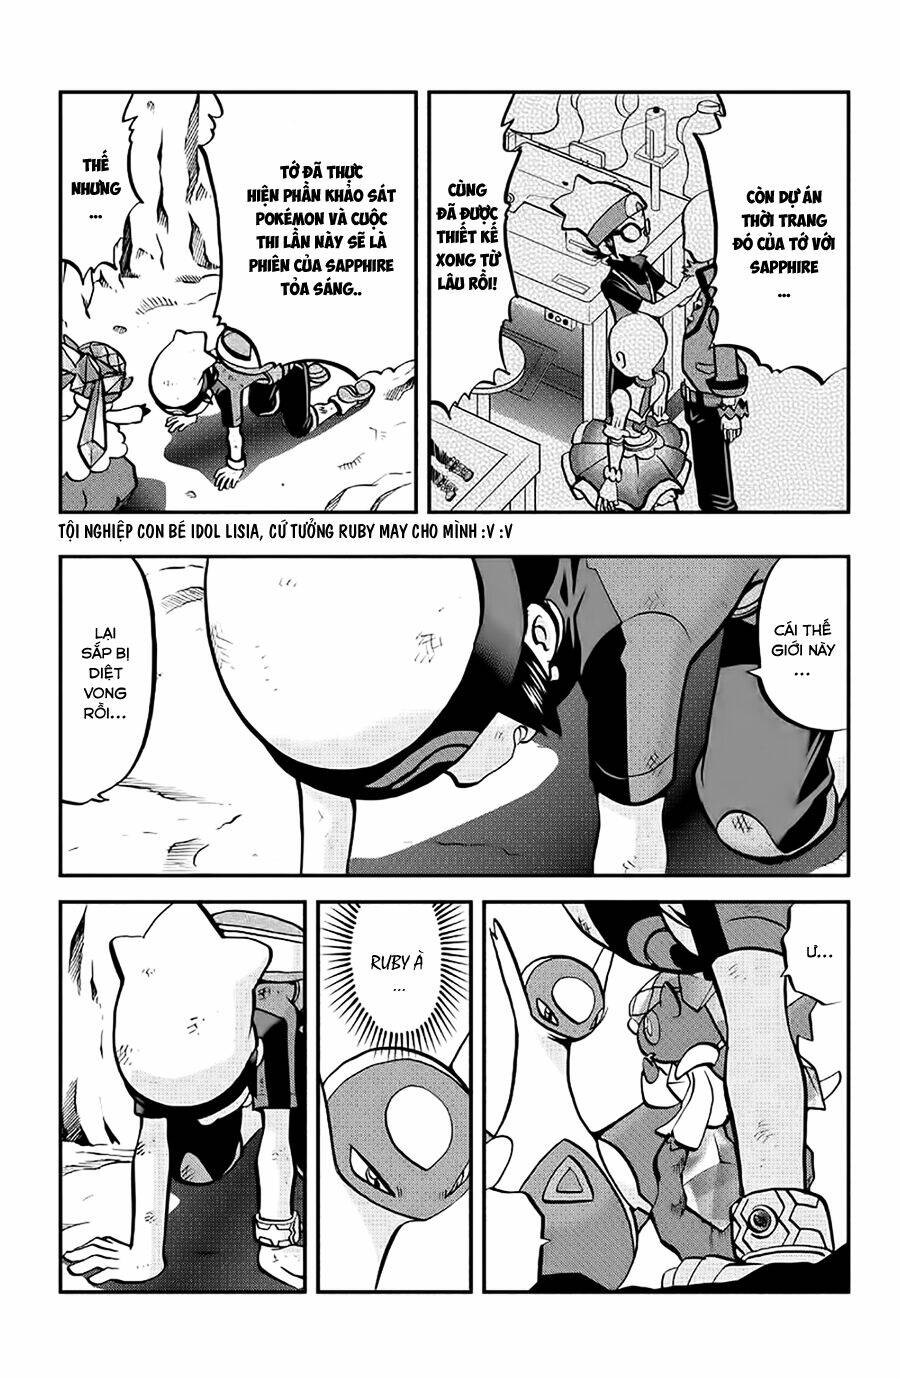 CÒN DỰ ÁN
THỜI TRANG
ĐÓ CỦA TỚ VỚI
SAPPHIRE
...
CŨNG
ĐÃ ĐƯỢC
THIẾT KẾ
XONG TỪ
LÂU RỒI!
TỚ ĐÃ THỰC
HIỆN PHẦN KHẢO SÁT
POKÉMON VÀ CUỘC
THI LẦN NÀY SẼ LÀ
PHIÊN CỦA SAPPHIRE
TỎA SÁNG..
THẾ
NHƯNG
...
TỘI NGHIỆP CON BÉ IDOL LISIA, CỨ TƯỞNG RUBY MAY CHO MÌNH :V :V
CÁI THẾ
GIỚI NÀY
...
LẠI
SẮP BỊ
DIỆT
VONG
RỒI...
Ư...
RUBY À
...